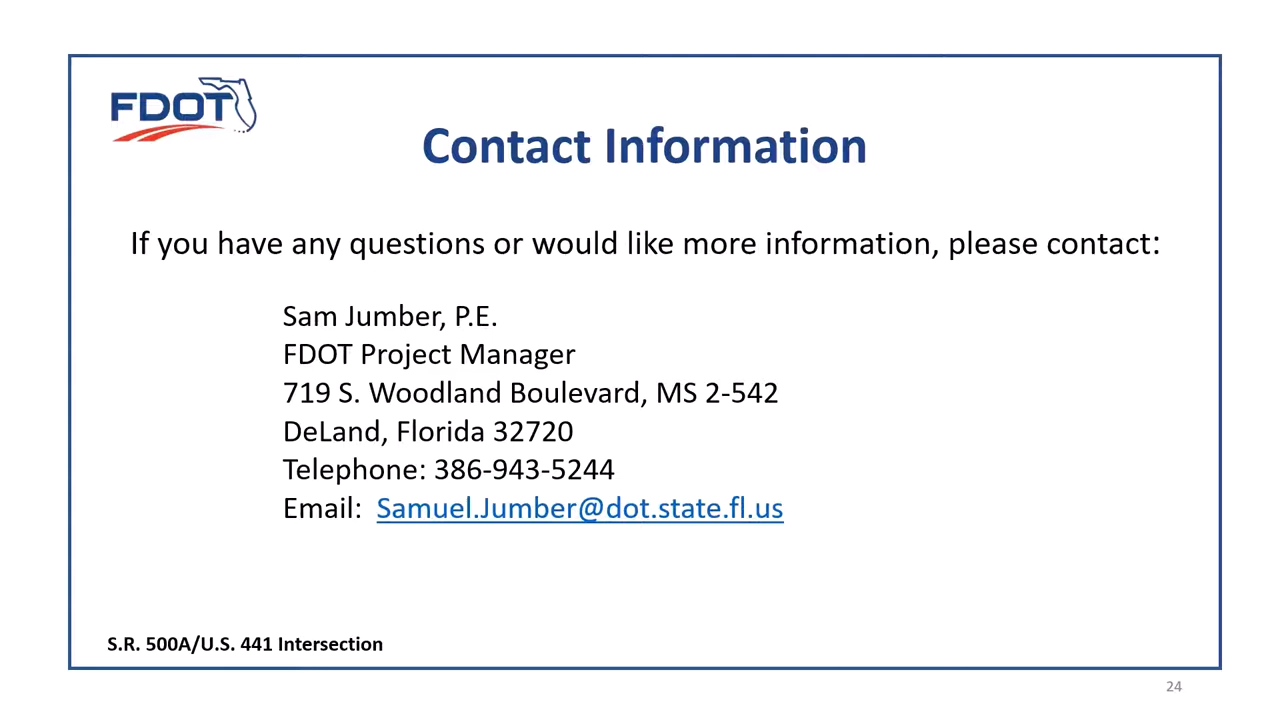 FDOT
Contact Information
If you have any questions or would like more information, please contact:
Sam Jumber, P.E.
FDOT Project Manager
719 S. Woodland Boulevard, MS 2-542
DeLand, Florida 32720
Telephone: 386-943-5244
Email: Samuel.Jumber@dot.state.fl.us
S.R. 500A/U.S. 441 Intersection
24